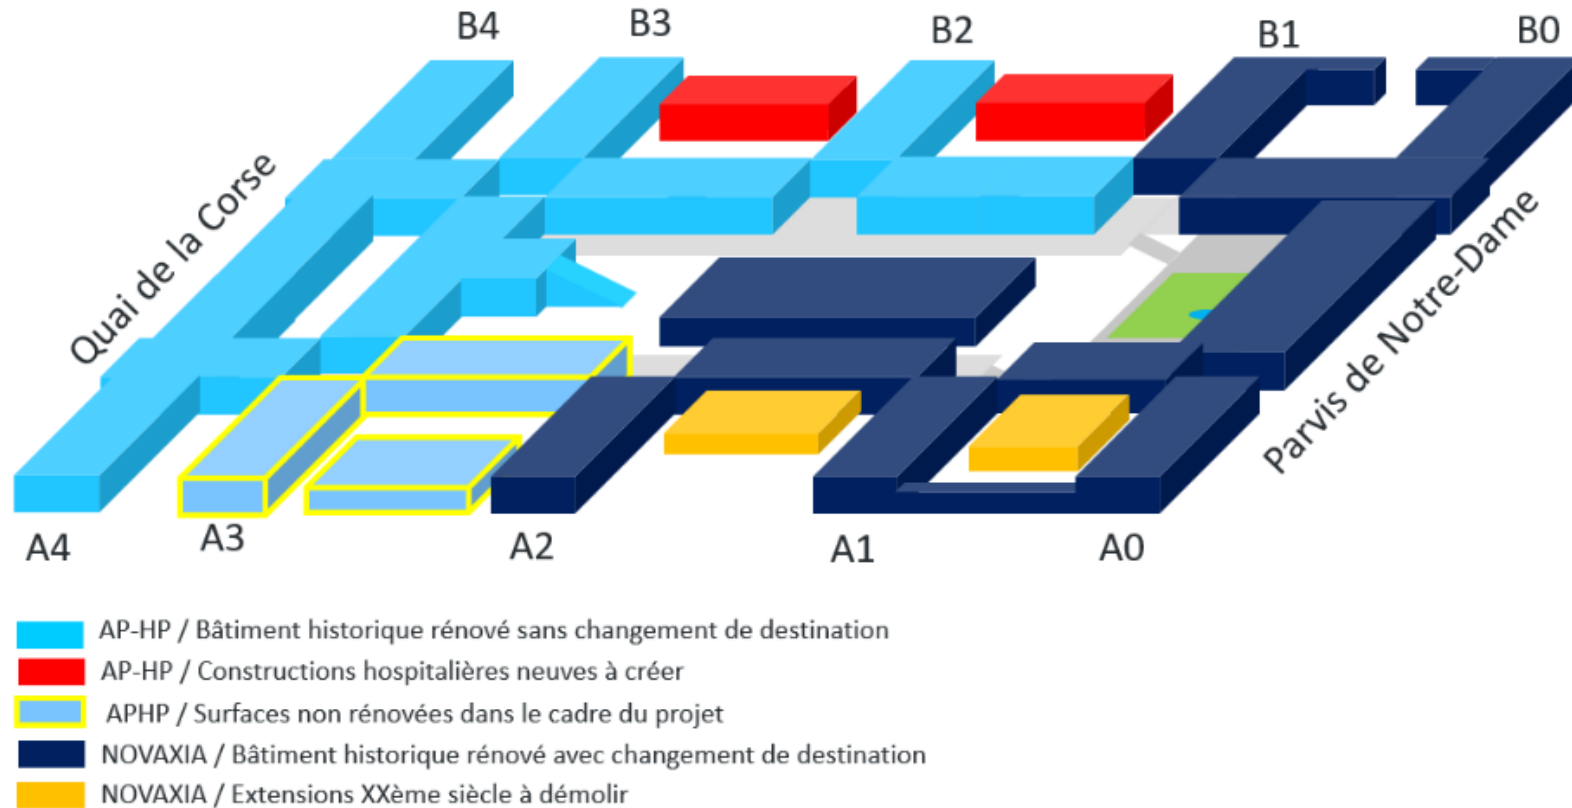 B4
B3
B2
B1
B0
Quai de la Corse
Parvis de Notre-Dame
A4
A3
A2
A1
A0
AP-HP / Bâtiment historique rénové sans changement de destination
AP-HP / Constructions hospitalières neuves à créer
APHP / Surfaces non rénovées dans le cadre du projet
NOVAXIA / Bâtiment historique rénové avec changement de destination
NOVAXIA / Extensions XXème siècle à démolir